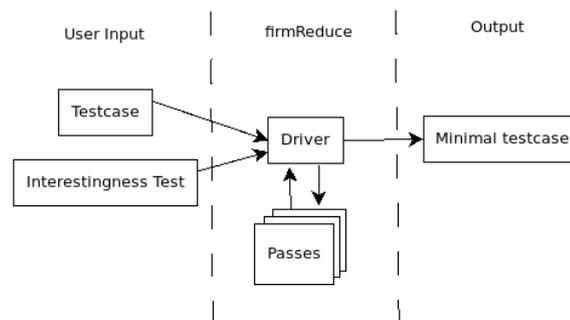 User Input
firmReduce
Output
Testcase
Driver
Minimal testcase
Interestingness Test
Passes